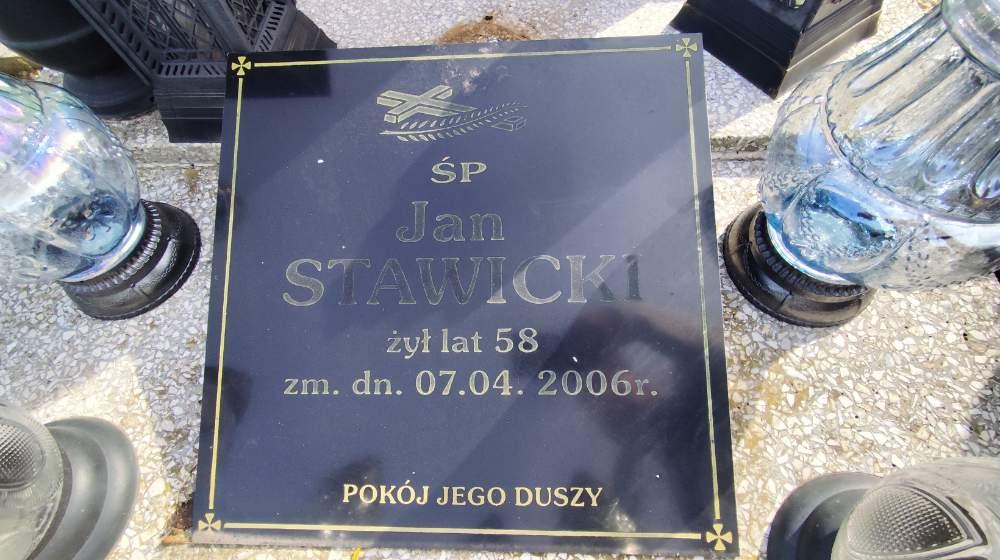 ŚP
Jan
STAWICKI
żył lat 58
zm. dn. 07.04. 2006r.
POKÓJ JEGO DUSZY